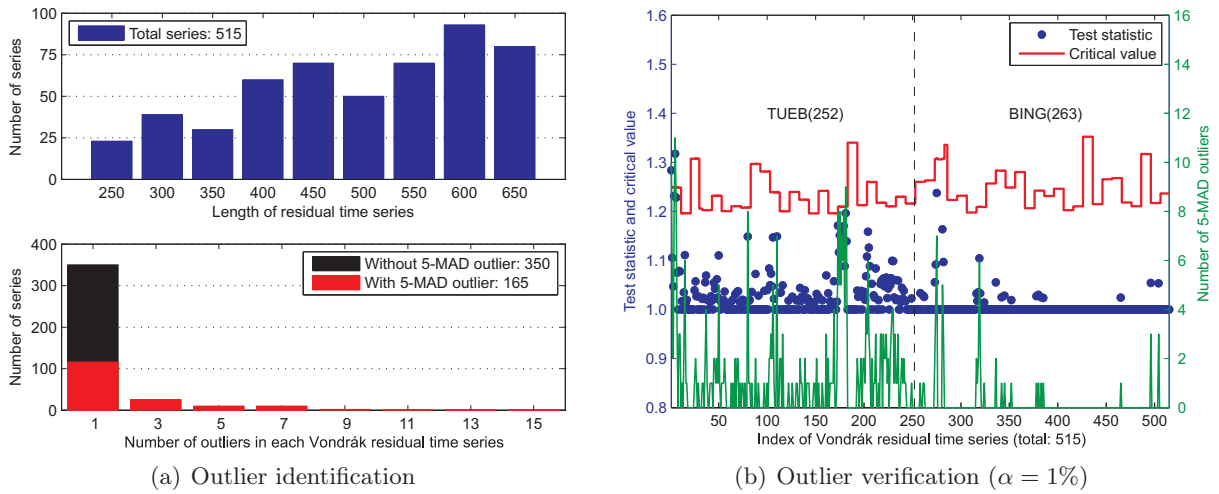 100
75
50
25
0
Number of series
Total series: 515
250 300 350 400 450 500 550 600 650
Length of residual time series
400
300
200
100
0
Number of series
Without 5-MAD outlier: 350
With 5-MAD outlier: 165
1 3 5 7 9 11 13 15
Number of outliers in each Vondrák residual time series
(a) Outlier identification
1.6
1.5
1.4
1.3
1.2
1.1
1.0
0.9
0.8
Test statistic and critical value
Test statistic
Critical value
TUEB(252)
BING(263)
16
14
12
10
8
6
4
2
0
Number of 5-MAD outliers
50 100 150 200 250 300 350 400 450 500
Index of Vondrák residual time series (total: 515)
(b) Outlier verification (α = 1%)